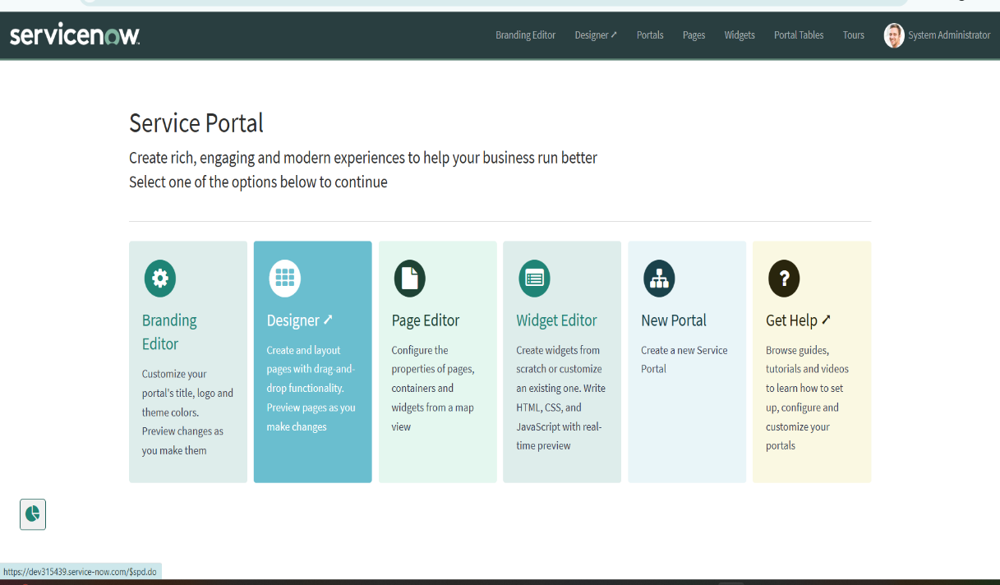 servicenow
Branding Editor Designer Portals Pages Widgets Portal Tables Tours System Administrator
Service Portal
Create rich, engaging and modern experiences to help your business run better
Select one of the options below to continue
Branding
Editor
Customize your
portal's title, logo and
theme colors.
Preview changes as
you make them
Designer
Create and layout
pages with drag-and-
drop functionality.
Preview pages as you
make changes
Page Editor
Configure the
properties of pages,
containers and
widgets from a map
view
Widget Editor
Create widgets from
scratch or customize
an existing one. Write
HTML, CSS, and
JavaScript with real-
time preview
New Portal
Create a new Service
Portal
?
Get Help
Browse guides,
tutorials and videos
to learn how to set
up, configure and
customize your
portals
https://dev315439.service-now.com/$spd.do